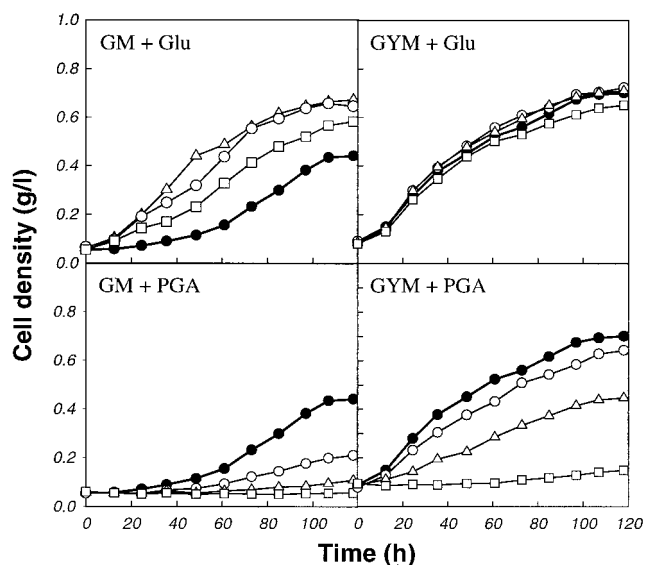 1.0
GM + Glu
GYM + Glu
0.8
0.6
0.4
0.2
0.0
Cell density (g/l)
GM + PGA
GYM + PGA
0.8
0.6
0.4
0.2
0.0
0 20 40 60 80 100 0 20 40 60 80 100 120
Time (h)